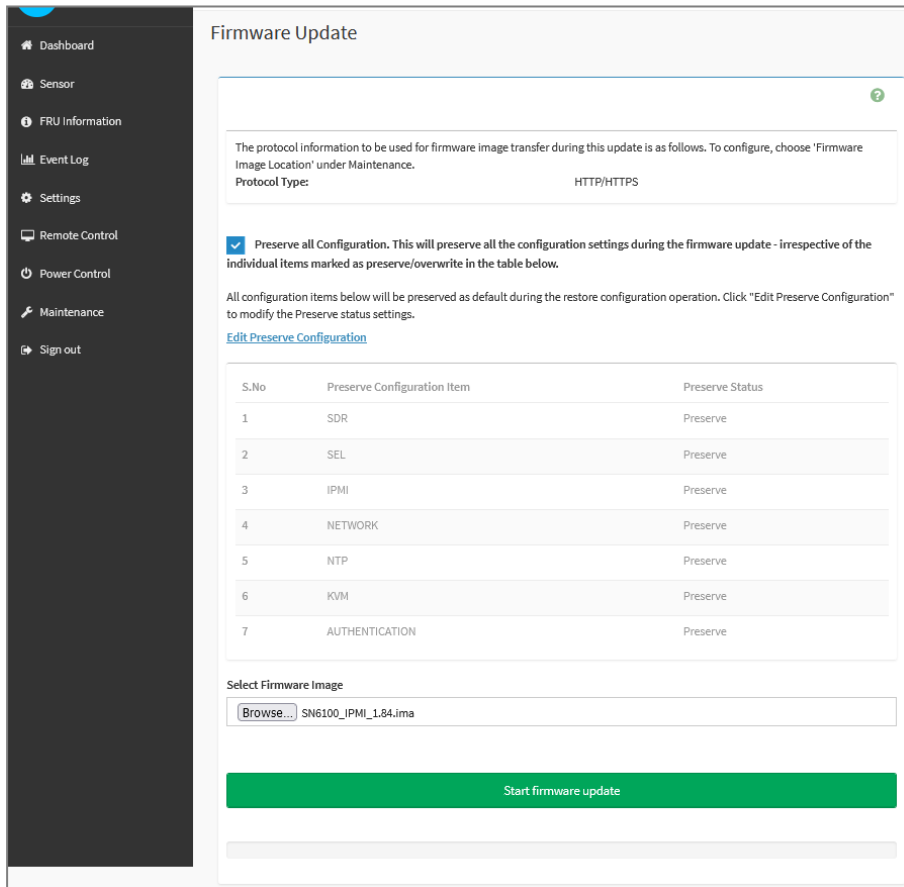 Firmware Update
Dashboard
Sensor
FRU Information
Event Log
Settings
Remote Control
Power Control
Maintenance
Sign out
The protocol information to be used for firmware image transfer during this update is as follows. To configure, choose 'Firmware
Image Location' under Maintenance.
Protocol Type: HTTP/HTTPS
Preserve all Configuration. This will preserve all the configuration settings during the firmware update - irrespective of the
individual items marked as preserve/overwrite in the table below.
All configuration items below will be preserved as default during the restore configuration operation. Click "Edit Preserve Configuration"
to modify the Preserve status settings.
Edit Preserve Configuration
S.No Preserve Configuration Item Preserve Status
1 SDR Preserve
2 SEL Preserve
3 IPMI Preserve
4 NETWORK Preserve
5 NTP Preserve
6 KVM Preserve
7 AUTHENTICATION Preserve
Select Firmware Image
Browse... SN6100_IPMI_1.84.ima
Start firmware update